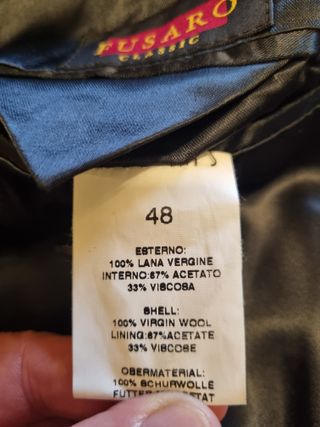 FUSARO
CLASSIC
48
ESTERNO:
100% LANA VERGINE
INTERNO:67% ACETATO
33% VISCOSA
SHELL:
100% VIRGIN WOOL
LINING:67%ACETATE
33% VISCOSE
OBERMATERIAL:
100% SCHURWOLLE